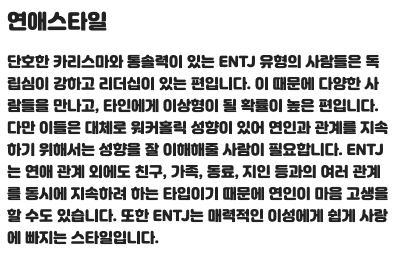 연애스타일
단호한 카리스마와 통솔력이 있는 ENTJ 유형의 사람들은 독
립심이 강하고 리더십이 있는 편입니다. 이 때문에 다양한 사
람들을 만나고, 타인에게 이상형이 될 확률이 높은 편입니다.
다만 이들은 대체로 워커홀릭 성향이 있어 연인과 관계를 지속
하기 위해서는 성향을 잘 이해해줄 사람이 필요합니다. ENTJ
는 연애 관계 외에도 친구, 가족, 동료, 지인 등과의 여러 관계
를 동시에 지속하려 하는 타입이기 때문에 연인이 마음 고생을
할 수도 있습니다. 또한 ENTJ는 매력적인 이성에게 쉽게 사랑
에 빠지는 스타일입니다.